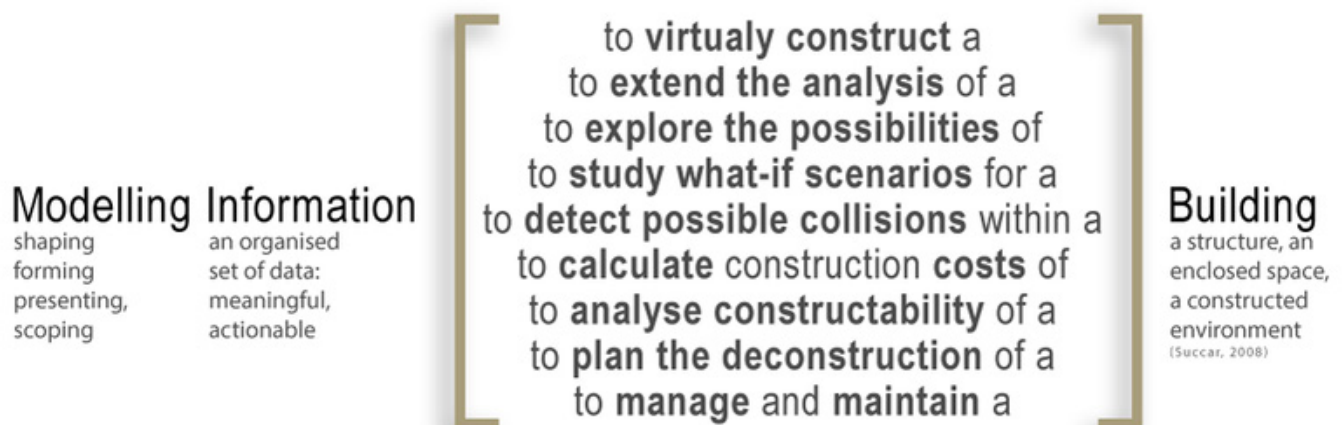 Modelling
shaping
forming
presenting,
scoping
Information
an organised
set of data:
meaningful,
actionable
to virtualy construct a
to extend the analysis of a
to explore the possibilities of
to study what-if scenarios for a
to detect possible collisions within a
to calculate construction costs of
to analyse constructability of a
to plan the deconstruction of a
to manage and maintain a
Building
a structure, an
enclosed space,
a constructed
environment
(Succar, 2008)